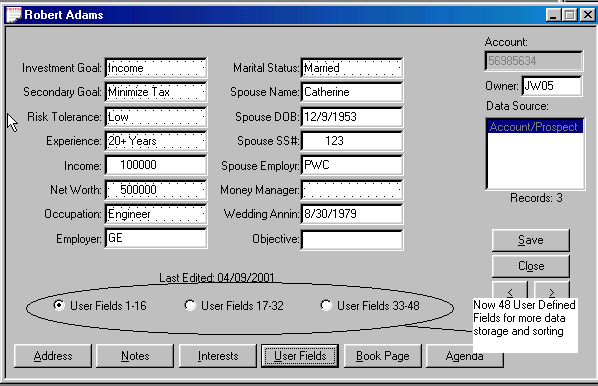 Robert Adams
Account:
56985634
Investment Goal: Income
Marital Status: Married
Secondary Goal: Minimize Tax
Spouse Name: Catherine
Owner: JW05
Risk Tolerance: Low
Spouse DOB: 12/9/1953
Data Source:
Account/Prospect
Experience: 20+ Years
Spouse SS#: 123
Income: 100000
Spouse Employr: PWC
Net Worth: 500000
Money Manager:
Records: 3
Occupation: Engineer
Wedding Annin: 8/30/1979
Employer: GE
Objective:
Save
Close
< >
Last Edited: 04/09/2001
User Fields 1-16 User Fields 17-32 User Fields 33-48
Now 48 User Defined
Fields for more data
storage and sorting
Address Notes Interests User Fields Book Page Agenda